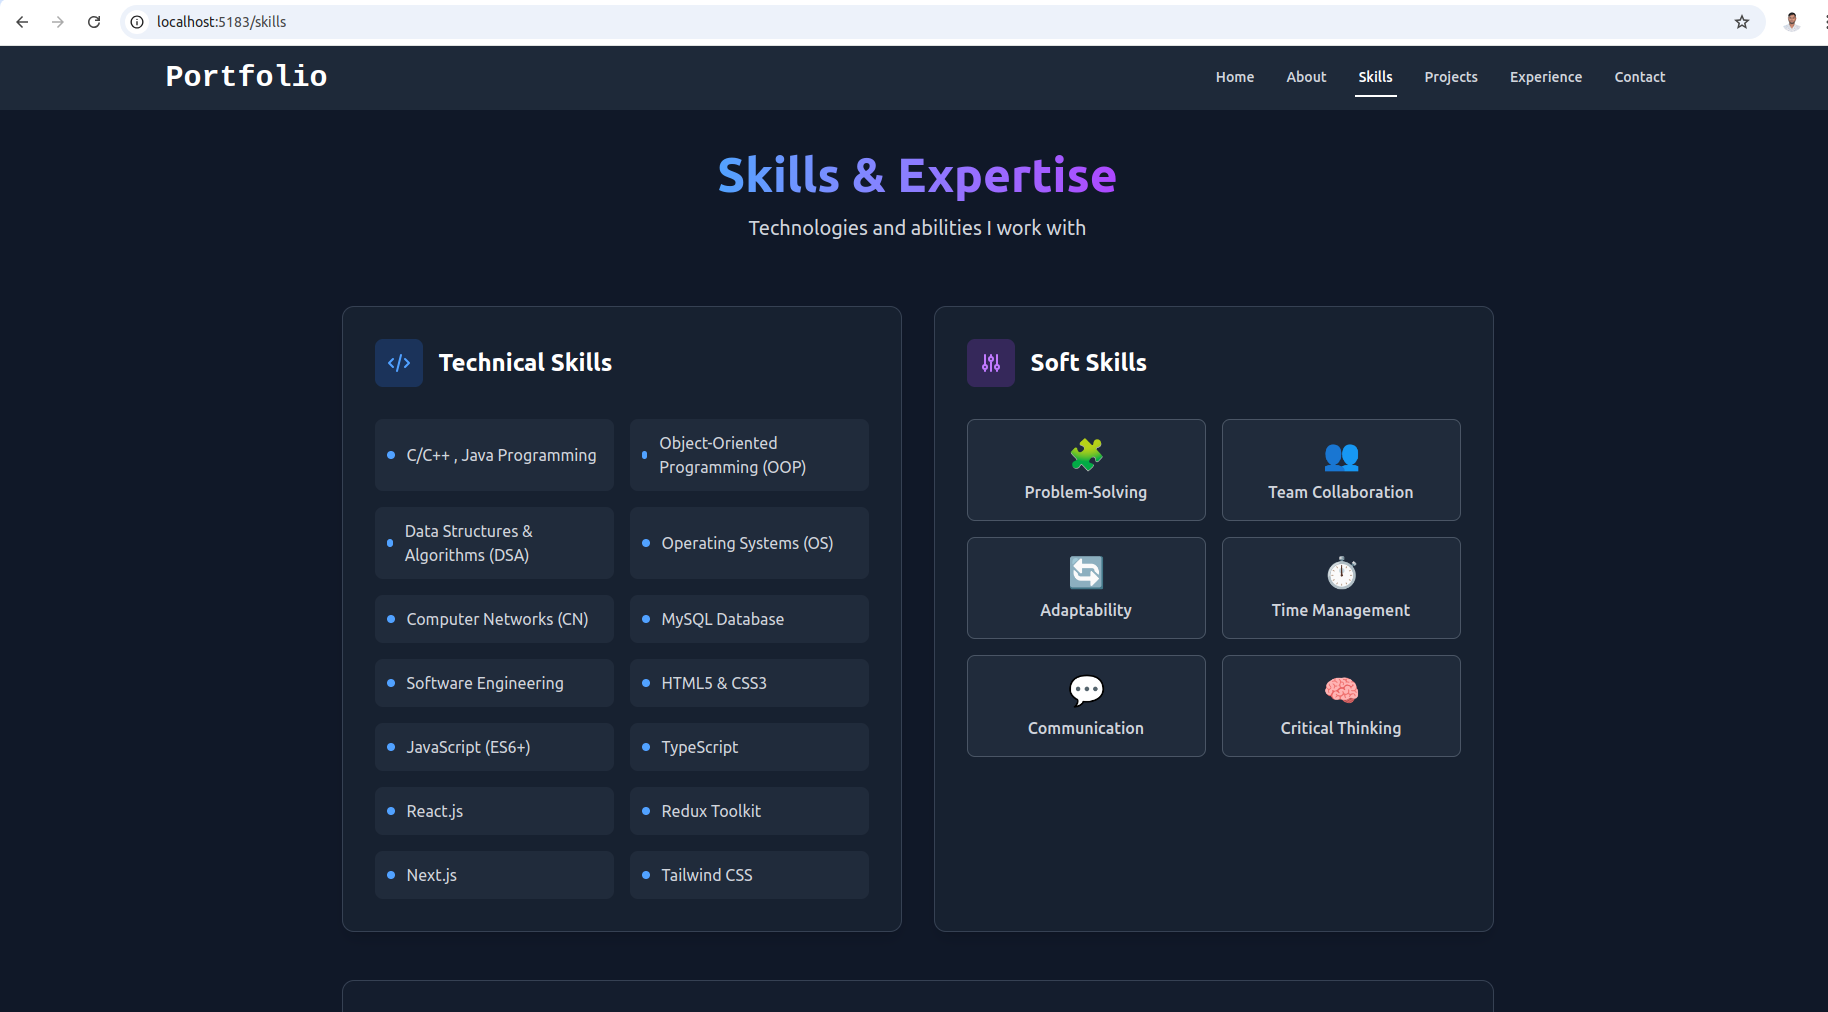 localhost:5183/skills
Portfolio
Home
About
Skills
Projects
Experience
Contact
Skills & Expertise
Technologies and abilities I work with
</> Technical Skills
C/C++ , Java Programming
Object-Oriented
Programming (OOP)
Data Structures &
Algorithms (DSA)
Operating Systems (OS)
Computer Networks (CN)
MySQL Database
Software Engineering
HTML5 & CSS3
JavaScript (ES6+)
TypeScript
React.js
Redux Toolkit
Next.js
Tailwind CSS
Soft Skills
Problem-Solving
Team Collaboration
Adaptability
Time Management
Communication
Critical Thinking